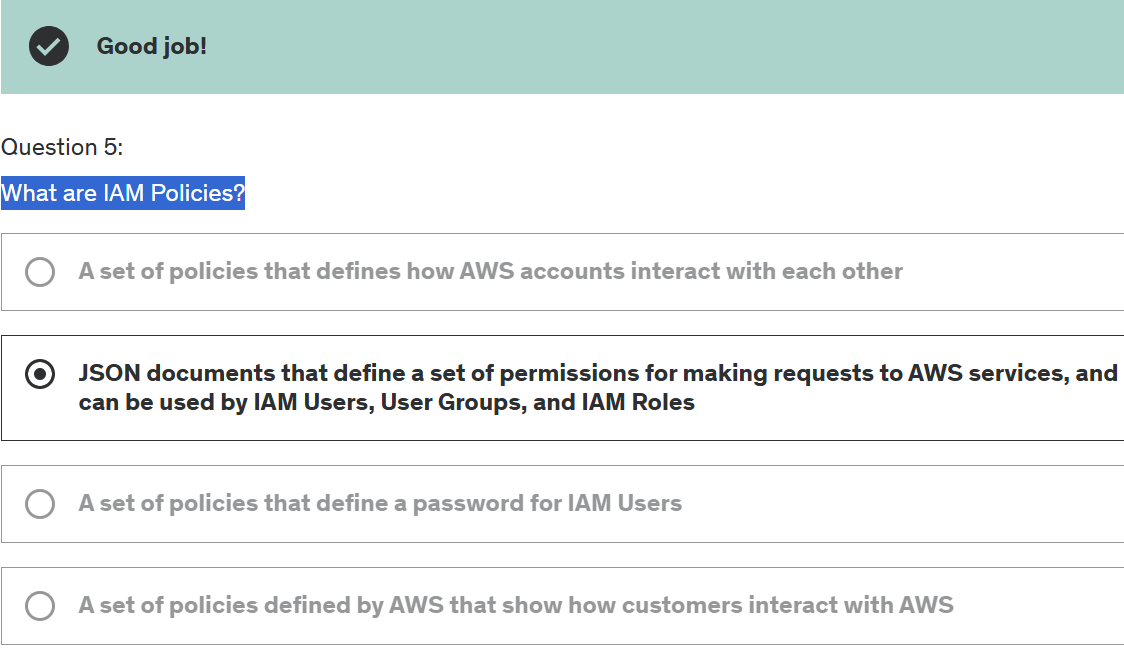 Good job!
Question 5:
What are IAM Policies?
A set of policies that defines how AWS accounts interact with each other
JSON documents that define a set of permissions for making requests to AWS services, and
can be used by IAM Users, User Groups, and IAM Roles
A set of policies that define a password for IAM Users
A set of policies defined by AWS that show how customers interact with AWS